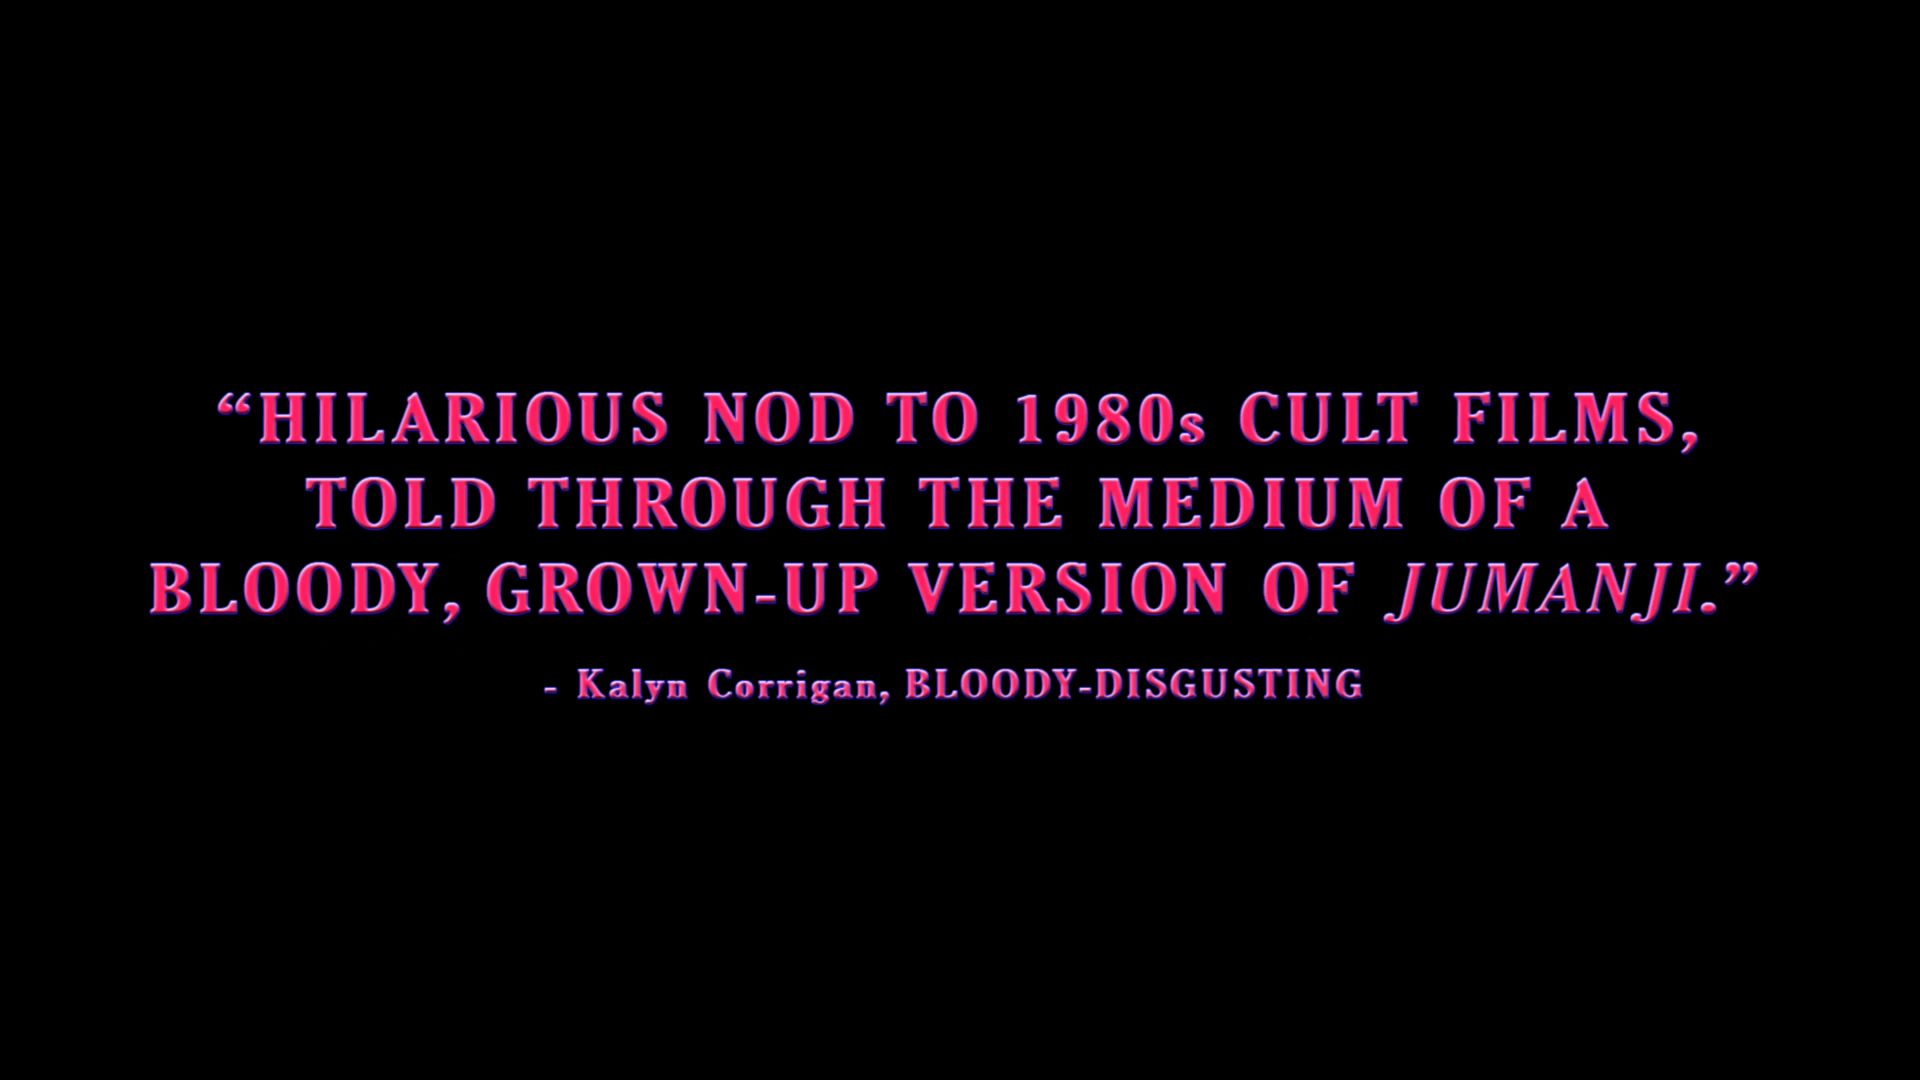 “HILARIOUS NOD TO 1980s CULT FILMS,
TOLD THROUGH THE MEDIUM OF A
BLOODY, GROWN-UP VERSION OF JUMANJI.”
- Kalyn Corrigan, BLOODY-DISGUSTING